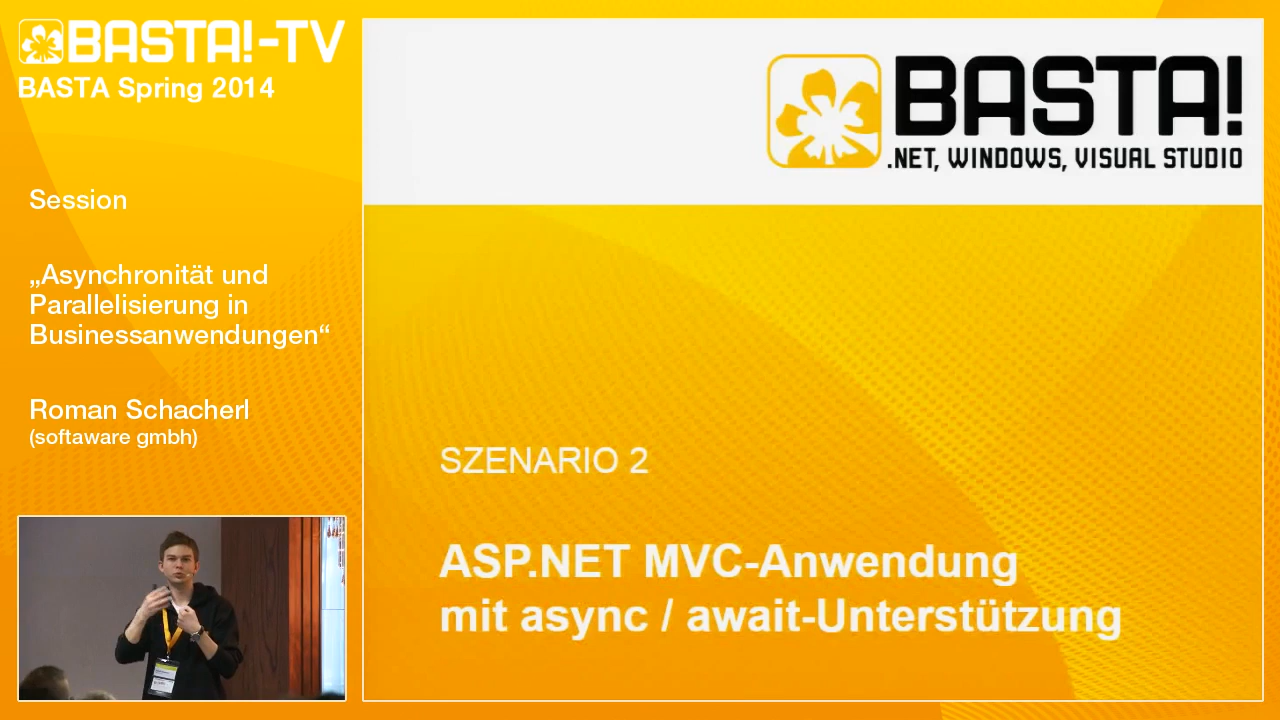 BASTA!-TV
BASTA Spring 2014
Session
„Asynchronität und
Parallelisierung in
Businessanwendungen“
Roman Schacherl
(softaware gmbh)
BASTA!
.NET, WINDOWS, VISUAL STUDIO
SZENARIO 2
ASP.NET MVC-Anwendung
mit async / await-Unterstützung